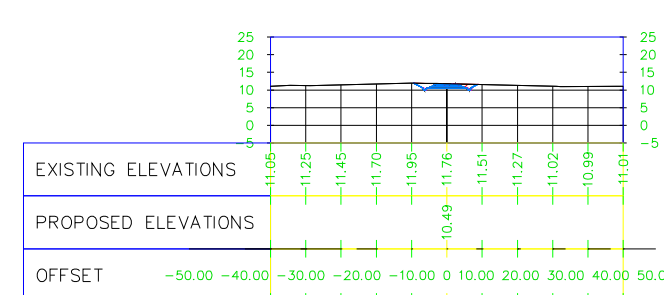 25 25
20 20
15 15
10 10
5 5
0 0
-5 -5
EXISTING ELEVATIONS 11.05 11.25 11.45 11.70 11.95 11.76 11.51 11.27 11.02 10.99 11.01
PROPOSED ELEVATIONS 10.49
OFFSET -50.00 -40.00 -30.00 -20.00 -10.00 0 10.00 20.00 30.00 40.00 50.0